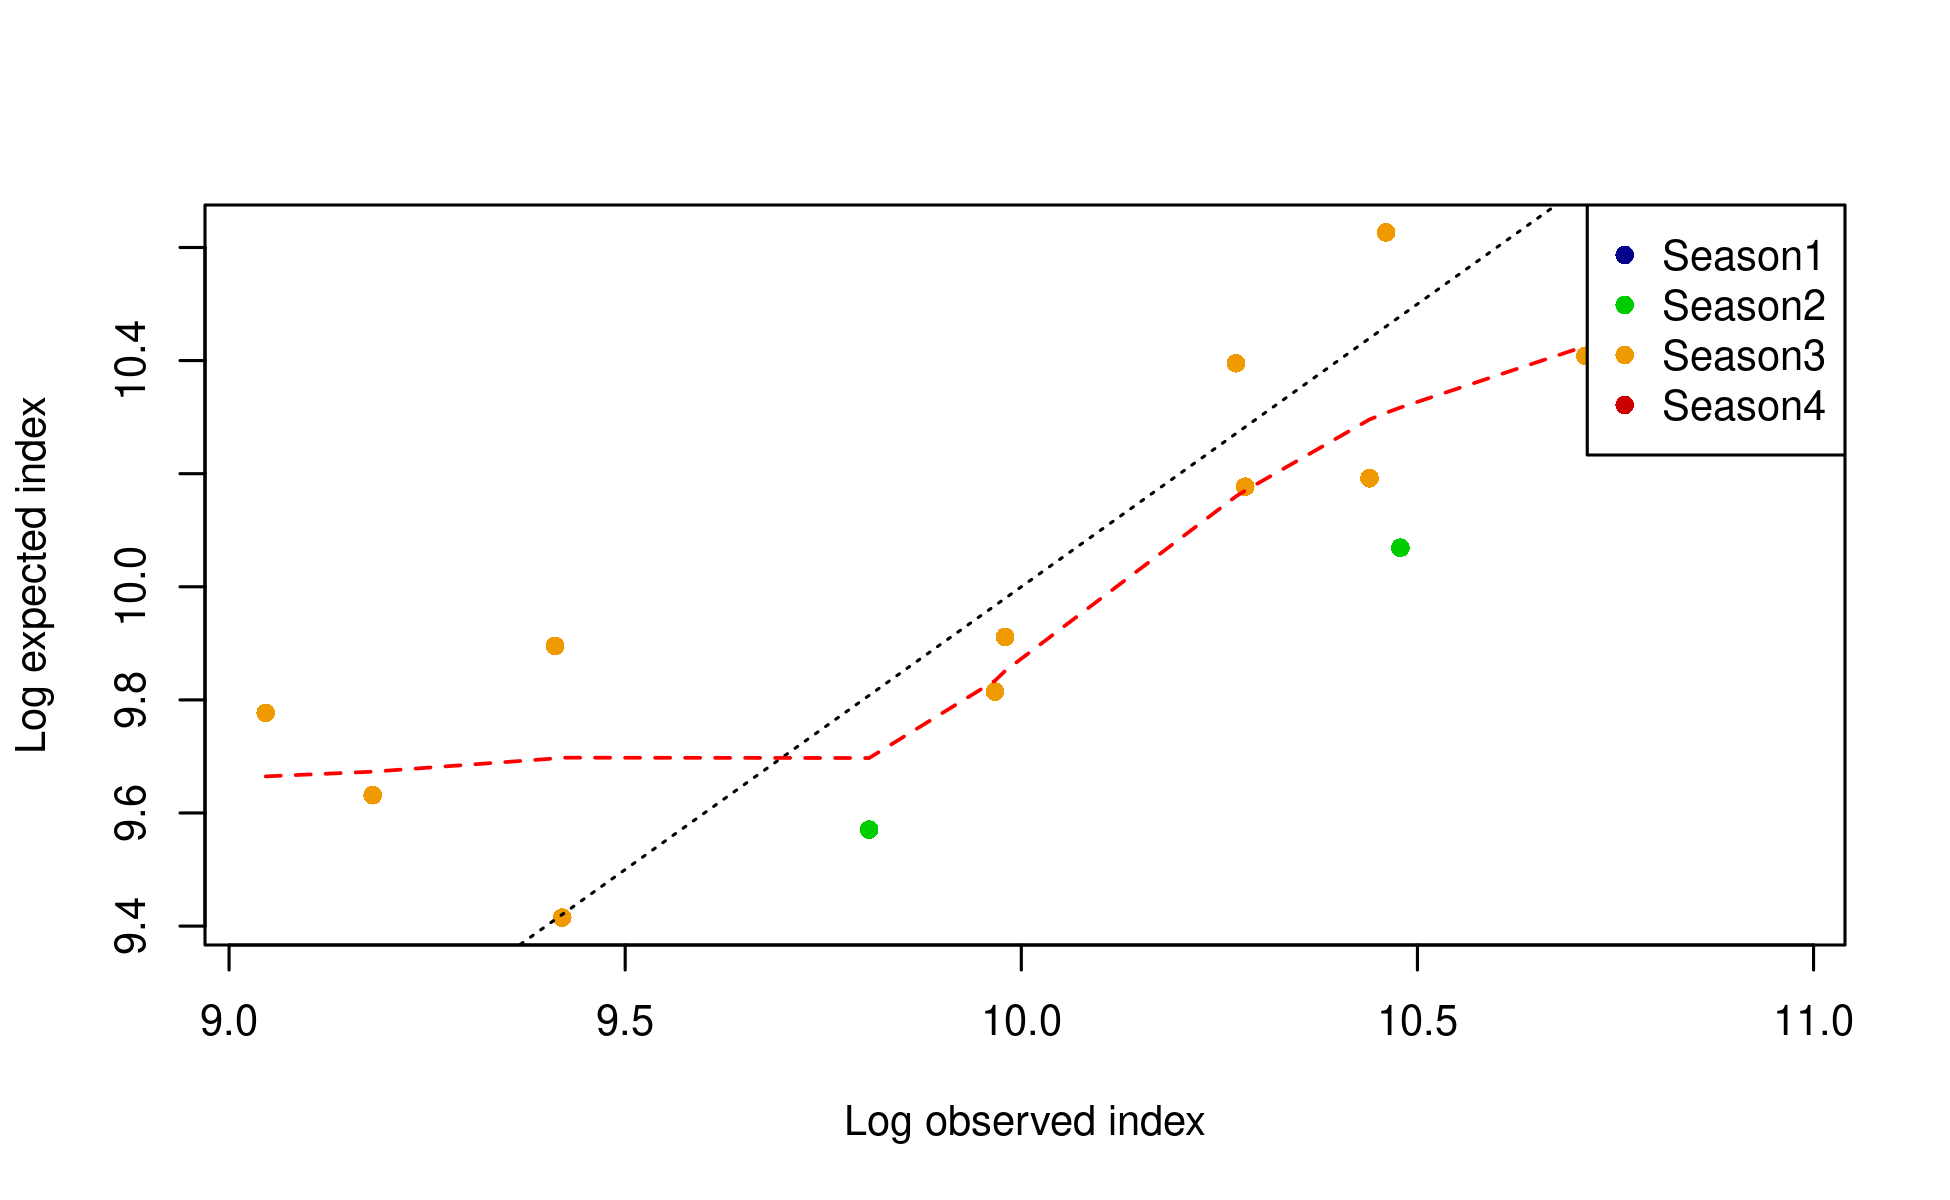 Season1
Season2
Season3
Season4
Log expected index
10.4
10.0
9.8
9.6
9.4
9.0 9.5 10.0 10.5 11.0
Log observed index